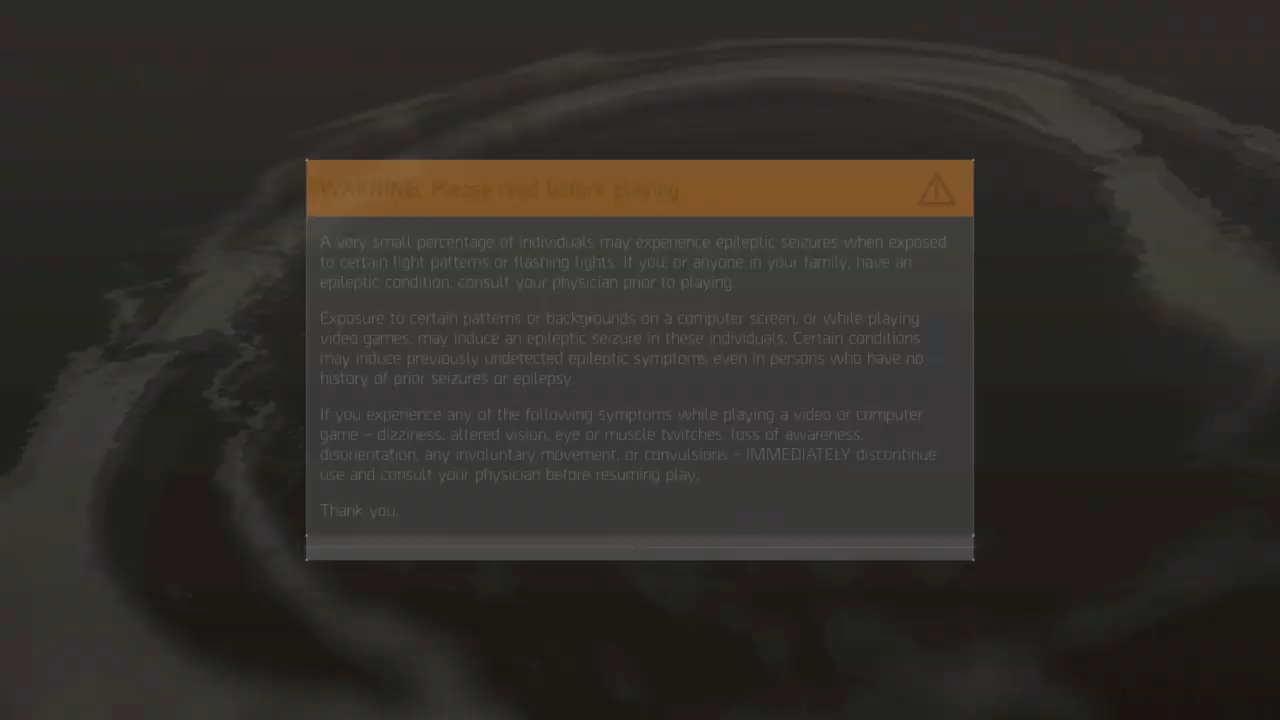 WARNING: Please read before playing
A very small percentage of individuals may experience epileptic seizures when exposed
to certain light patterns or flashing lights. If you, or anyone in your family, have an
epileptic condition, consult your physician prior to playing.
Exposure to certain patterns or backgrounds on a computer screen, or while playing
video games, may induce an epileptic seizure in these individuals. Certain conditions
may induce previously undetected epileptic symptoms even in persons who have no
history of prior seizures or epilepsy.
If you experience any of the following symptoms while playing a video or computer
game – dizziness, altered vision, eye or muscle twitches, loss of awareness,
disorientation, any involuntary movement, or convulsions – IMMEDIATELY discontinue
use and consult your physician before resuming play.
Thank you.